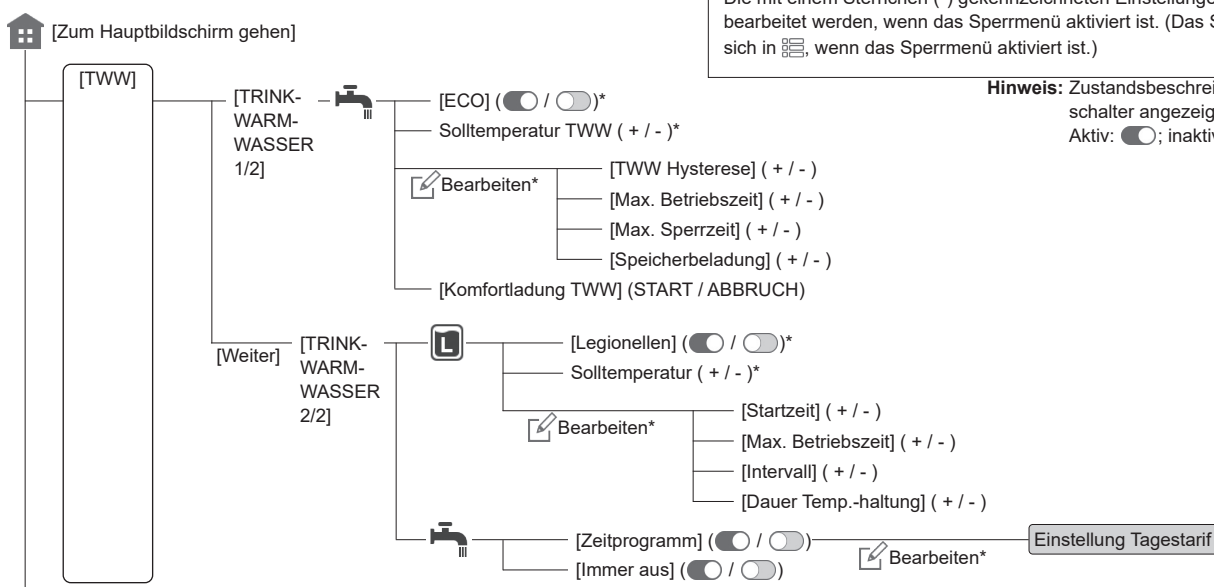 Die mit einem Sternchen (*) gekennzeichneten Einstellunge
bearbeitet werden, wenn das Sperrmenü aktiviert ist. (Das S
sich in , wenn das Sperrmenü aktiviert ist.)
[Zum Hauptbildschirm gehen]
Hinweis: Zustandsbeschrei
schalter angezeig
Aktiv: ; inaktiv
[TWW]
[TRINK-
WARM-
WASSER
1/2]
[ECO] ( / )*
Solltemperatur TWW ( + / - )*
Bearbeiten*
[TWW Hysterese] ( + / - )
[Max. Betriebszeit] ( + / - )
[Max. Sperrzeit] ( + / - )
[Speicherbeladung] ( + / - )
[Komfortladung TWW] (START / ABBRUCH)
[Weiter]
[TRINK-
WARM-
WASSER
2/2]
L
[Legionellen] ( / )*
Solltemperatur ( + / - )*
Bearbeiten*
[Startzeit] ( + / - )
[Max. Betriebszeit] ( + / - )
[Intervall] ( + / - )
[Dauer Temp.-haltung] ( + / - )
[Zeitprogramm] ( / )
Bearbeiten*
Einstellung Tagestarif
[Immer aus] ( / )